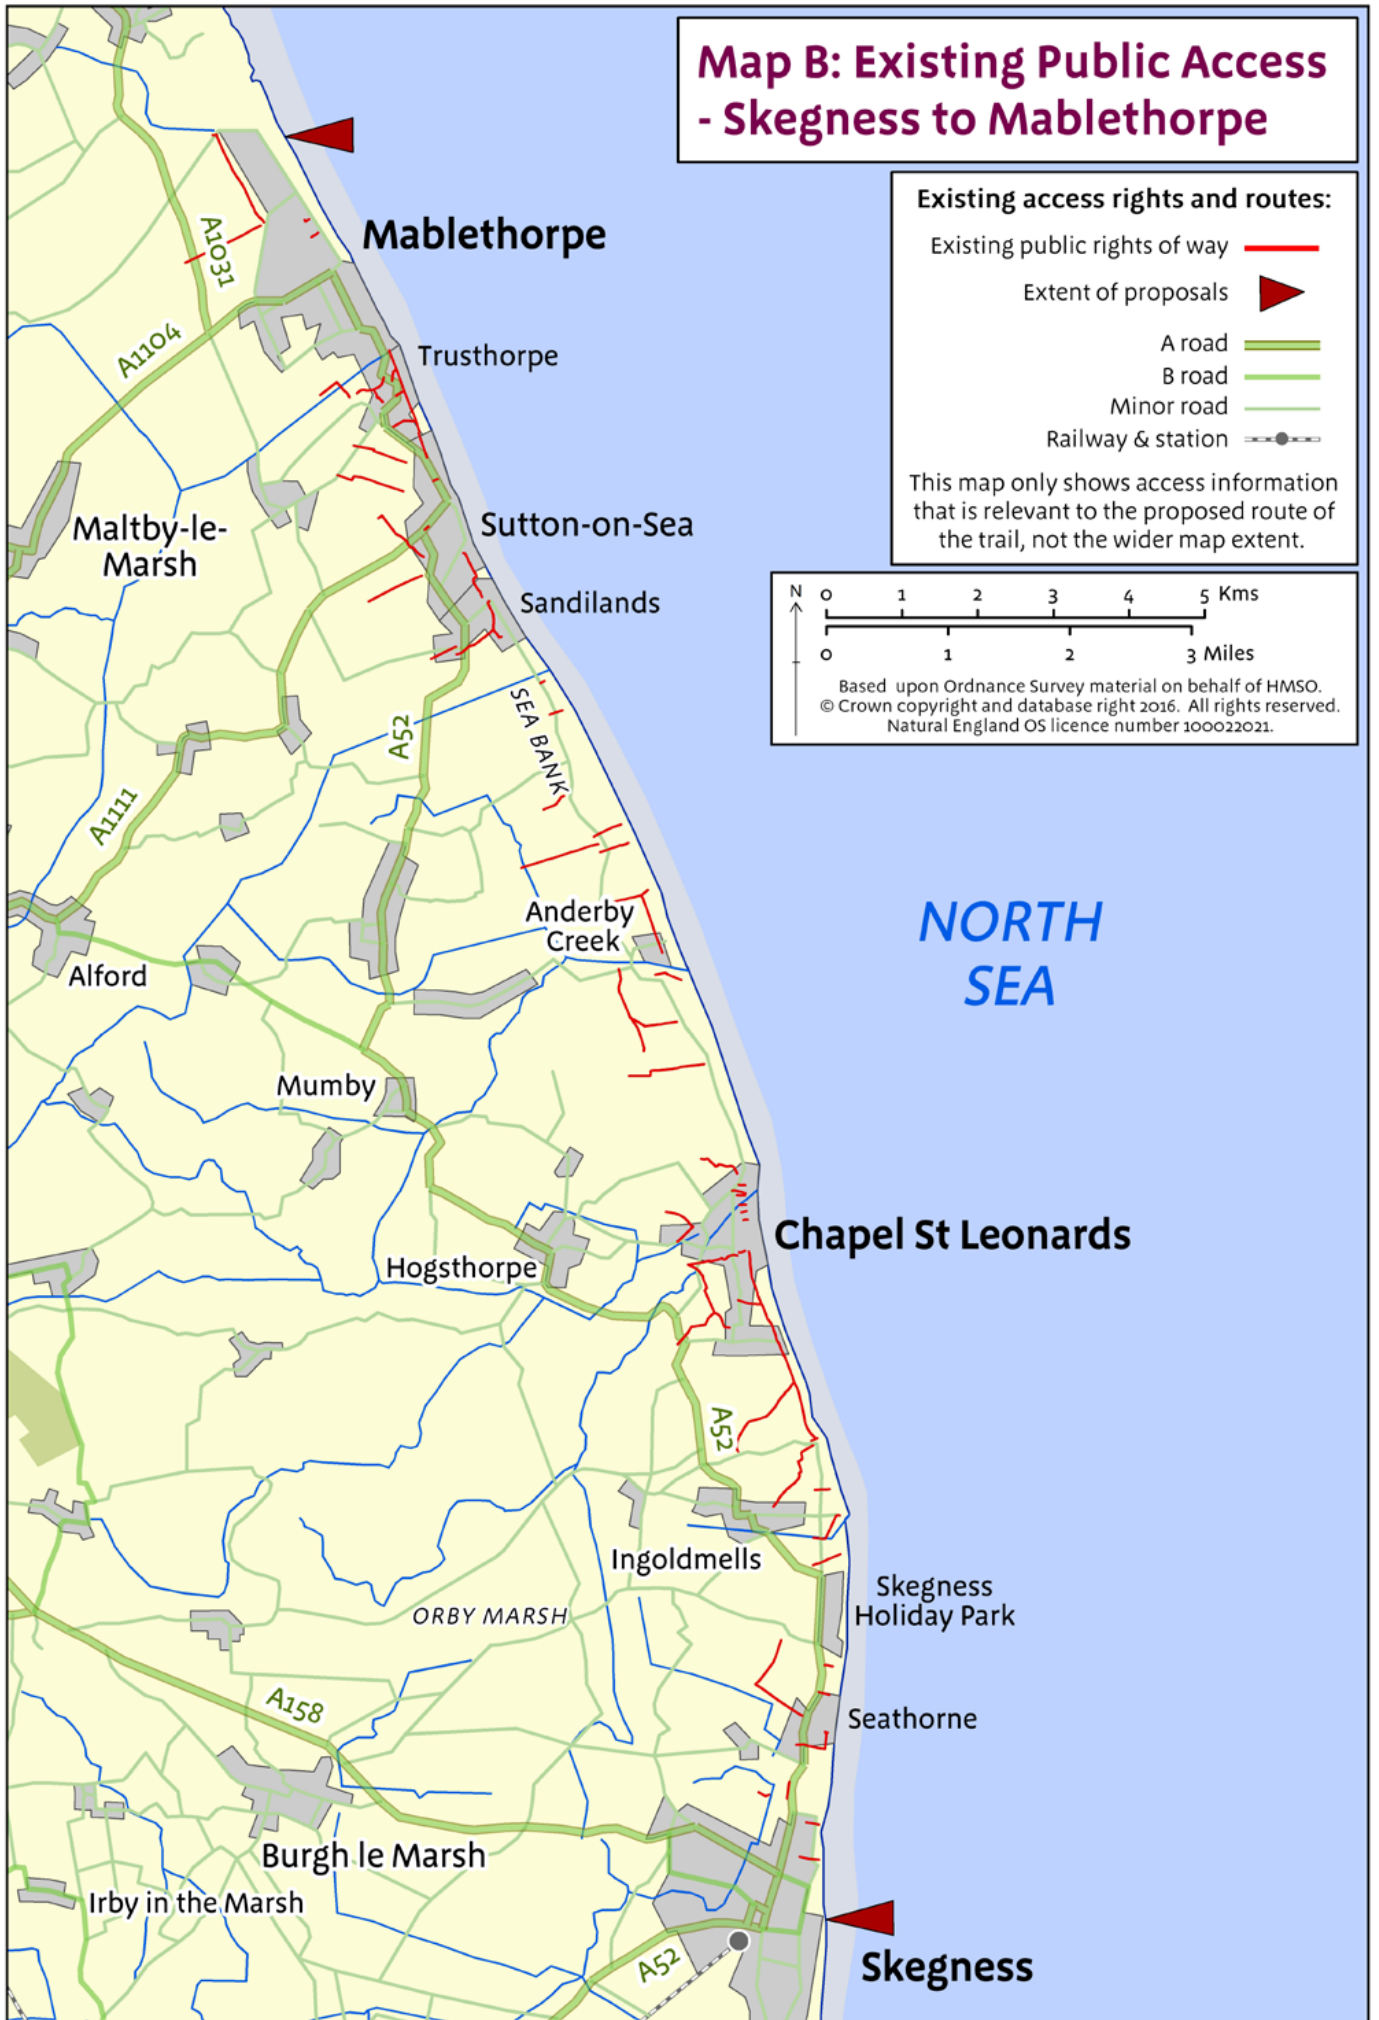 Map B: Existing Public Access
- Skegness to Mablethorpe
Existing access rights and routes:
Existing public rights of way
Extent of proposals
A road
B road
Minor road
Railway & station
This map only shows access information
that is relevant to the proposed route of
the trail, not the wider map extent.
N
0 1 2 3 4 5 Kms
0 1 2 3 Miles
Based upon Ordnance Survey material on behalf of HMSO.
© Crown copyright and database right 2016. All rights reserved.
Natural England OS licence number 100022021.
A1031
Mablethorpe
A1104
Trusthorpe
Maltby-le-
Marsh
Sutton-on-Sea
Sandilands
SEA BANK
A52
A1111
Anderby
Creek
NORTH
SEA
Alford
Mumby
Chapel St Leonards
Hogsthorpe
A52
Ingoldmells
Skegness
Holiday Park
ORBY MARSH
A158
Seathorne
Burgh le Marsh
Irby in the Marsh
A52
Skegness